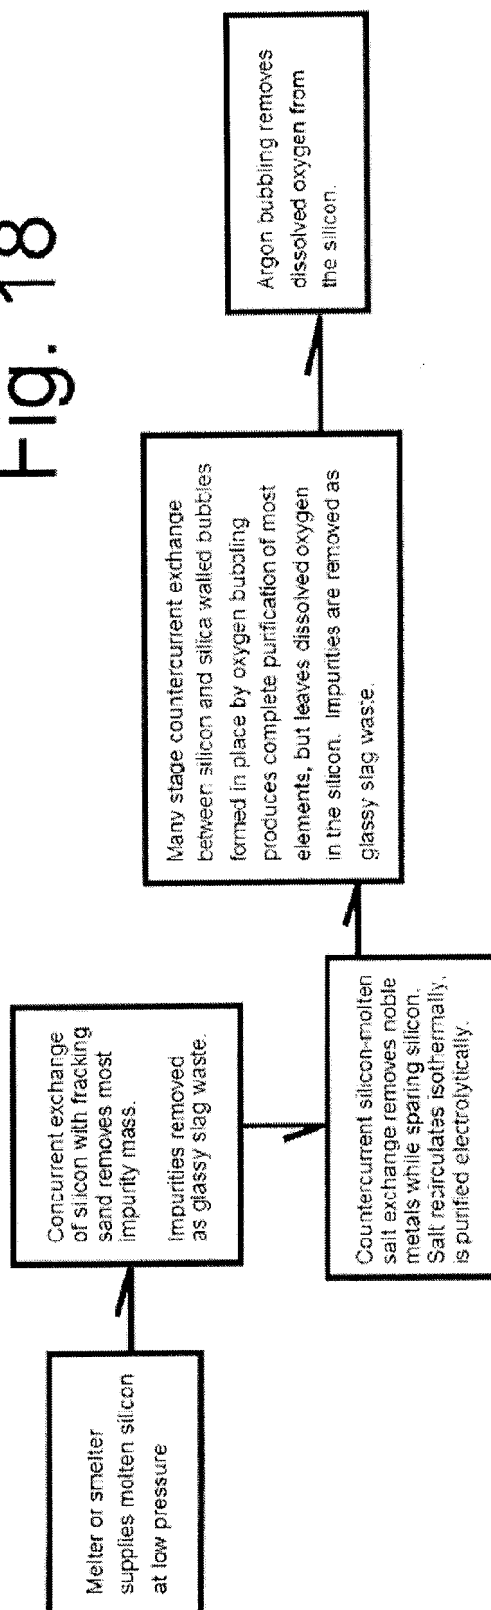 Fig. 18
Melter or smelter
supplies molten silicon
at low pressure
Concurrent exchange
of silicon with fracking
sand removes most
impurity mass.
Impurities removed
as glassy slag waste.
Countercurrent silicon-molten
salt exchange removes noble
metals while sparing silicon.
Salt recirculates isothermally,
is purified electrolytically.
Many stage countercurrent exchange
between silicon and silica walled bubbles
formed in place by oxygen bubbling
produces complete purification of most
elements, but leaves dissolved oxygen
in the silicon. Impurities are removed as
glassy slag waste.
Argon bubbling removes
dissolved oxygen from
the silicon.